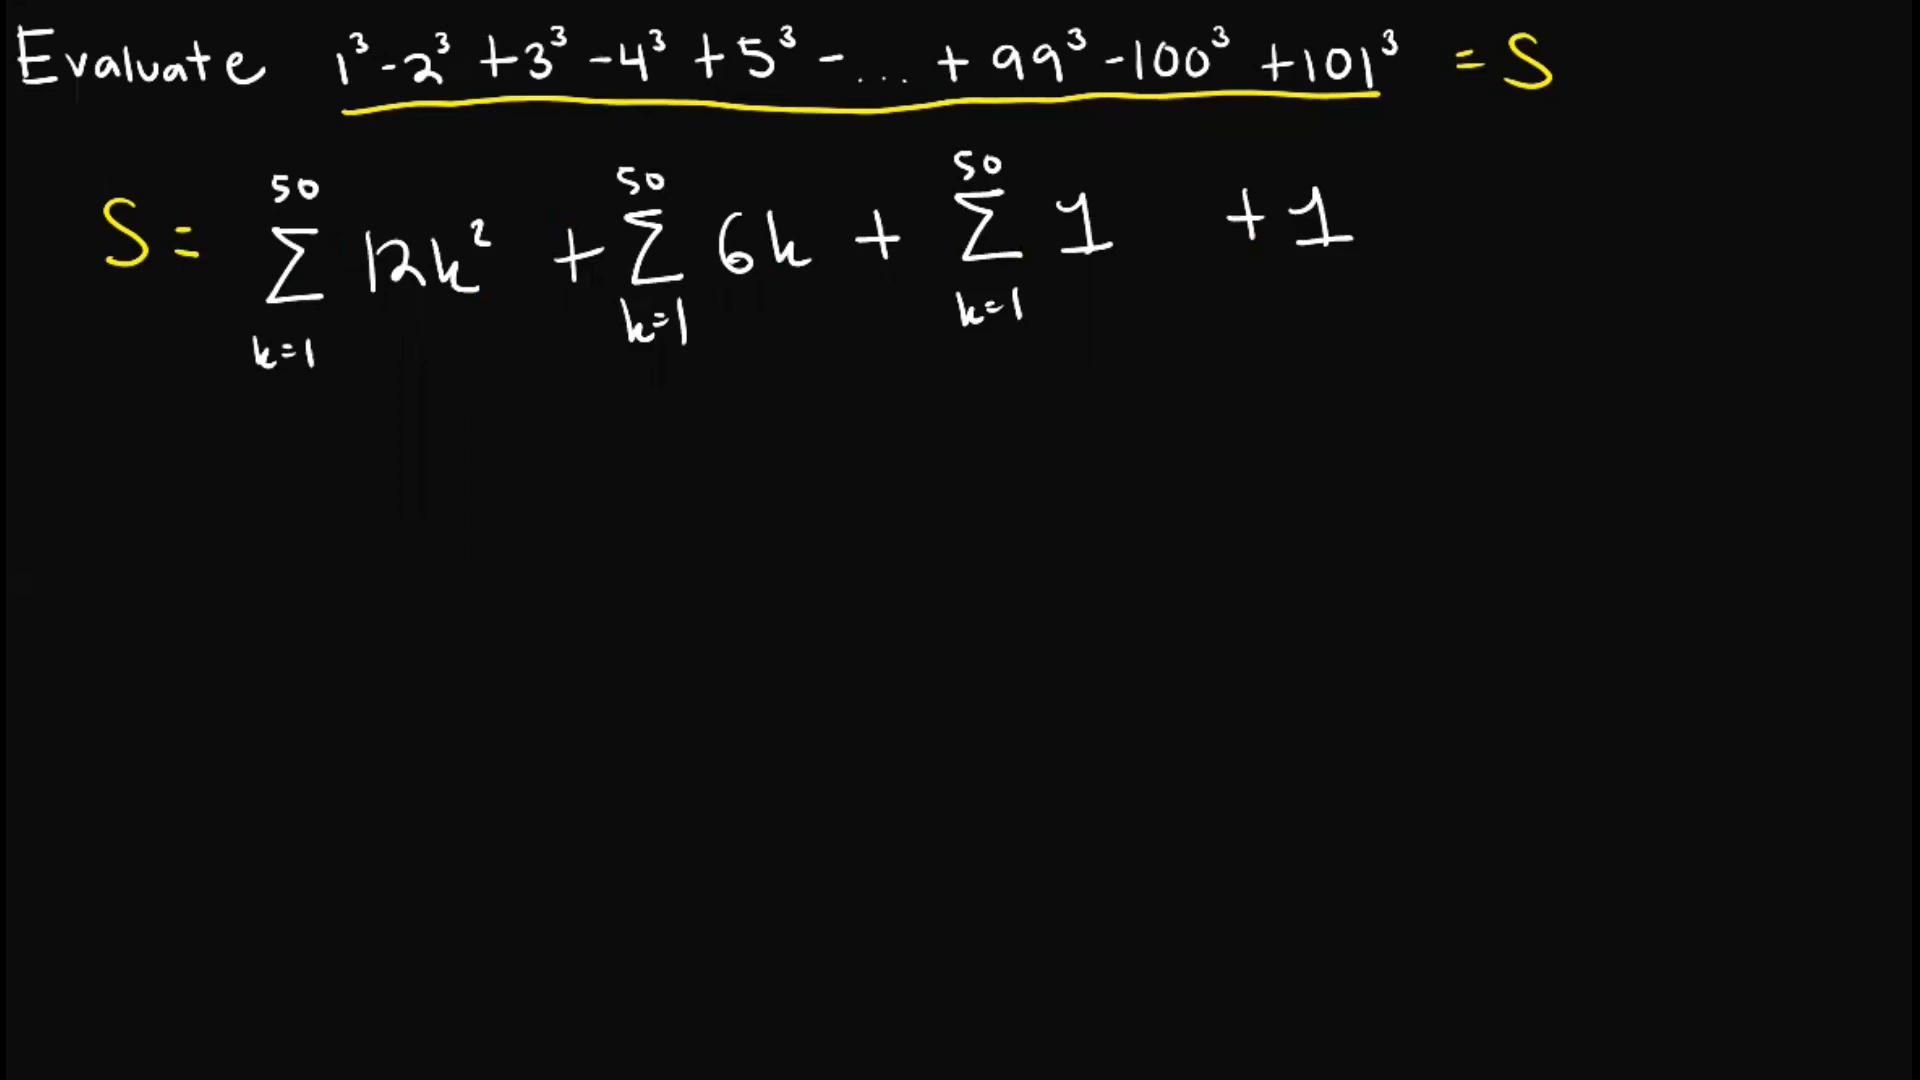 Evaluate 1³ - 2³ + 3³ - 4³ + 5³ - ... + 99³ - 100³ + 101³ = S
S = ∑_{k=1}^{50} 12k² + ∑_{k=1}^{50} 6k + ∑_{k=1}^{50} 1 + 1